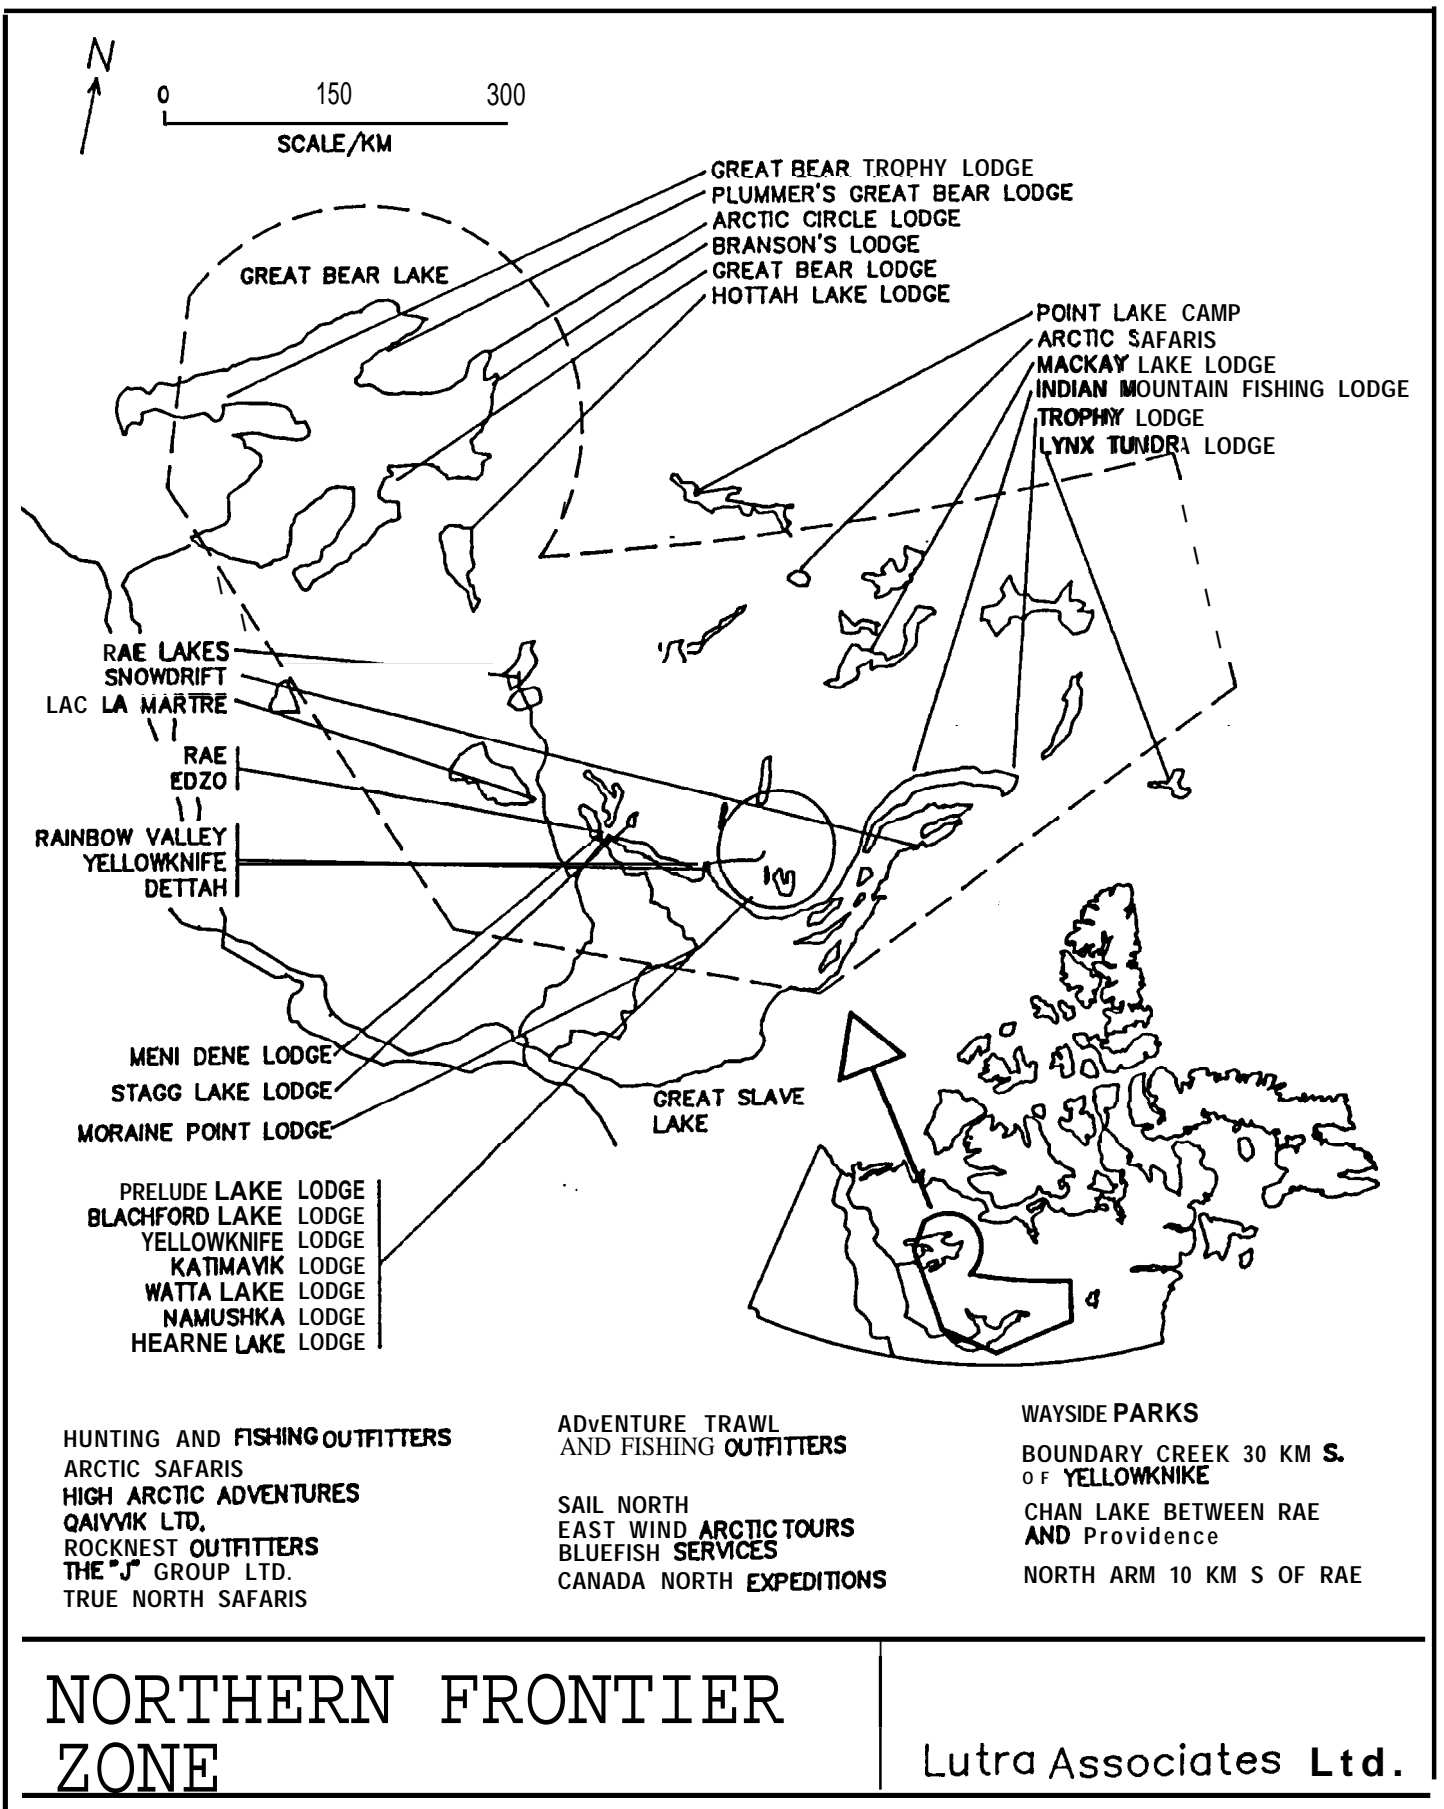 N
0 150 300
SCALE/KM
GREAT BEAR TROPHY LODGE
PLUMMER'S GREAT BEAR LODGE
ARCTIC CIRCLE LODGE
BRANSON'S LODGE
GREAT BEAR LODGE
HOTTAH LAKE LODGE
GREAT BEAR LAKE
POINT LAKE CAMP
ARCTIC SAFARIS
MACKAY LAKE LODGE
INDIAN MOUNTAIN FISHING LODGE
TROPHY LODGE
LYNX TUNDRA LODGE
RAE LAKES
SNOWDRIFT
LAC LA MARTRE
RAE
EDZO
RAINBOW VALLEY
YELLOWKNIFE
DETTAH
MENI DENE LODGE
STAGG LAKE LODGE
MORAINE POINT LODGE
GREAT SLAVE
LAKE
PRELUDE LAKE LODGE
BLACHFORD LAKE LODGE
YELLOWKNIFE LODGE
KATIMAVIK LODGE
WATTA LAKE LODGE
NAMUSHKA LODGE
HEARNE LAKE LODGE
HUNTING AND FISHING OUTFITTERS
ARCTIC SAFARIS
HIGH ARCTIC ADVENTURES
QAIVVIK LTD.
ROCKNEST OUTFITTERS
THE "J" GROUP LTD.
TRUE NORTH SAFARIS
ADvENTURE TRAWL
AND FISHING OUTFITTERS
SAIL NORTH
EAST WIND ARCTIC TOURS
BLUEFISH SERVICES
CANADA NORTH EXPEDITIONS
WAYSIDE PARKS
BOUNDARY CREEK 30 KM S.
OF YELLOWKNIKE
CHAN LAKE BETWEEN RAE
AND Providence
NORTH ARM 10 KM S OF RAE
NORTHERN FRONTIER
ZONE
Lutra Associates Ltd.